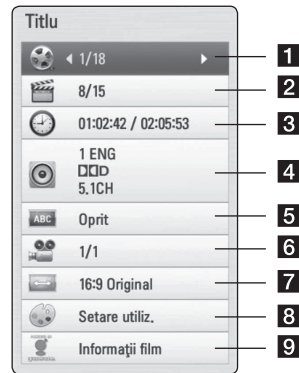 Titlu
1/18
1
8/15
2
01:02:42 / 02:05:53
3
1 ENG
DD D
5.1CH
4
ABC
Oprit
5
1/1
6
16:9 Original
7
Setare utiliz.
8
Informaţii film
9